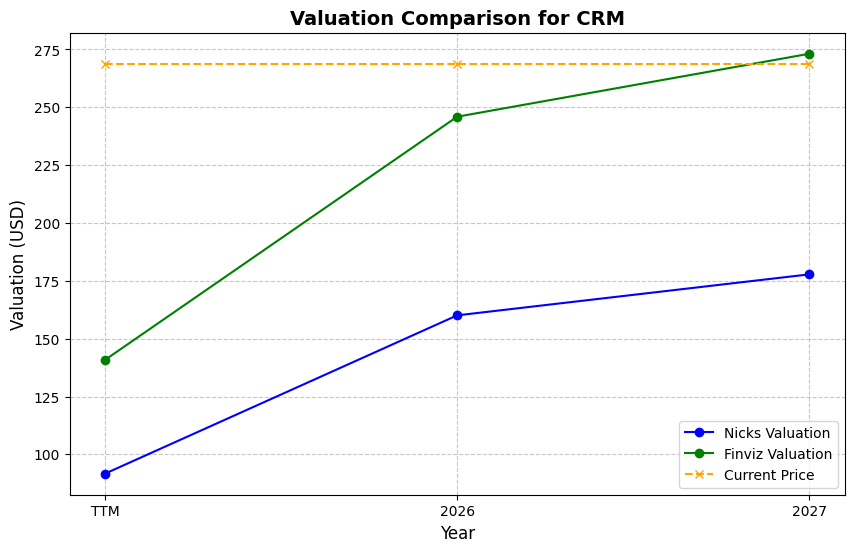 Valuation Comparison for CRM
Valuation (USD)
275
250
225
200
175
150
125
100
TTM
2026
2027
Year
Nicks Valuation
Finviz Valuation
Current Price